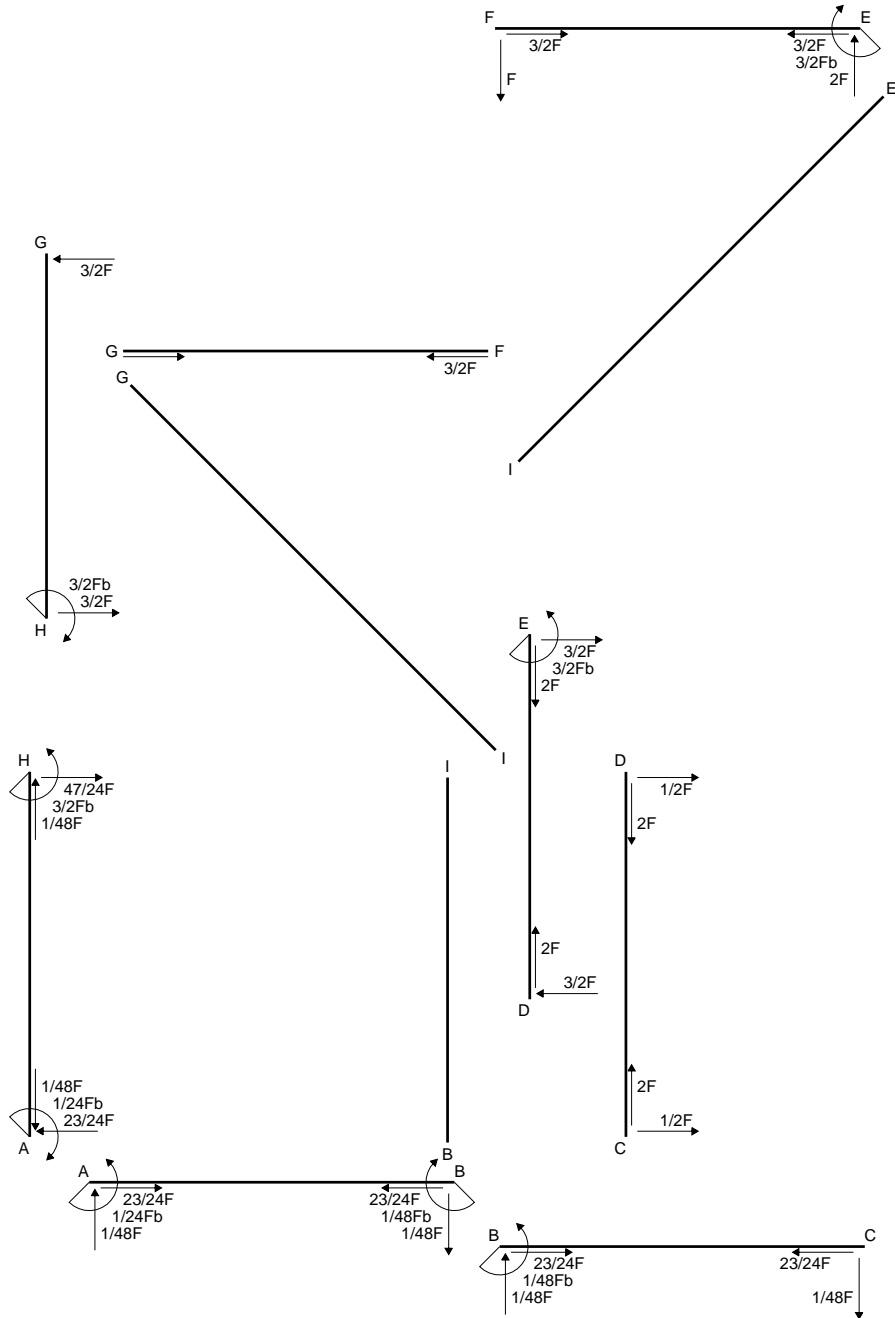 F
E
3/2F
3/2F
3/2Fb
2F
F
E
G
3/2F
G
F
3/2F
G
I
3/2Fb
3/2F
H
E
3/2F
3/2Fb
2F
I
H
47/24F
3/2Fb
1/48F
I
D
1/2F
2F
2F
3/2F
D
1/48F
1/24Fb
23/24F
A
2F
1/2F
C
B
A
B
23/24F
1/24Fb
1/48F
23/24F
1/48Fb
1/48F
B
C
23/24F
1/48Fb
1/48F
23/24F
1/48F